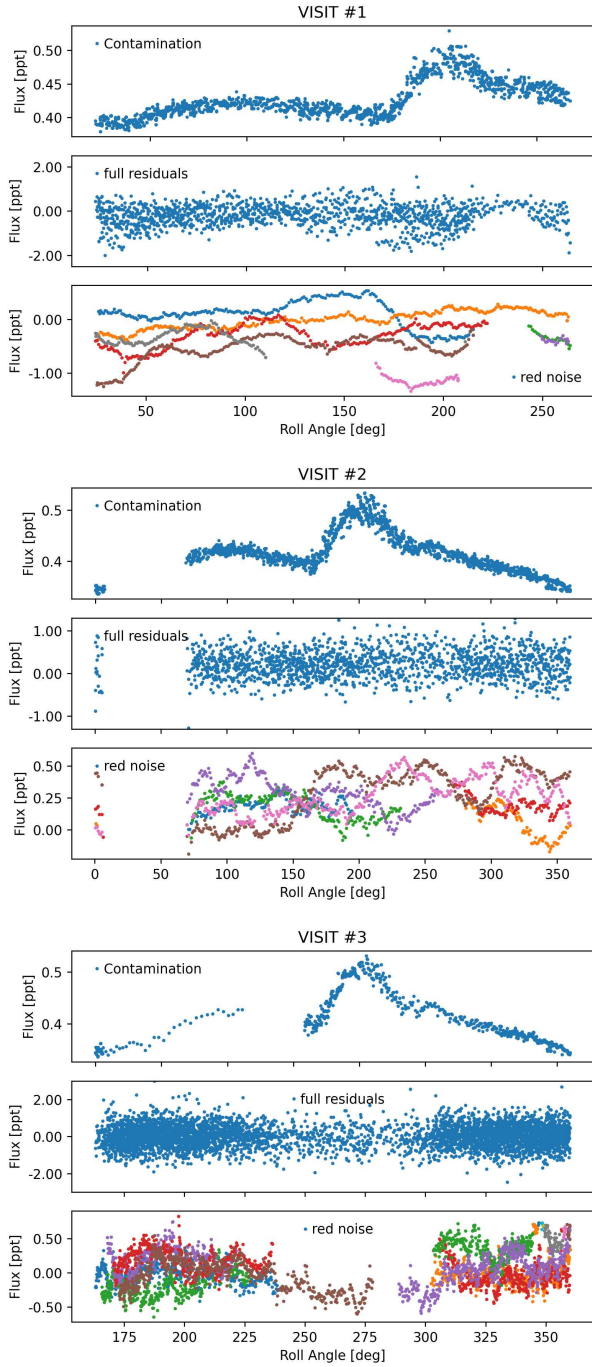 VISIT #1
Contamination
Flux [ppt]
0.50
0.45
0.40
full residuals
Flux [ppt]
2.00
0.00
-2.00
Flux [ppt]
0.00
-1.00
red noise
50 100 150 200 250
Roll Angle [deg]
VISIT #2
Contamination
Flux [ppt]
0.5
0.4
full residuals
Flux [ppt]
1.00
0.00
-1.00
red noise
Flux [ppt]
0.50
0.25
0.00
0 50 100 150 200 250 300 350
Roll Angle [deg]
VISIT #3
Contamination
Flux [ppt]
0.5
0.4
full residuals
Flux [ppt]
2.00
0.00
-2.00
red noise
Flux [ppt]
0.50
0.00
-0.50
175 200 225 250 275 300 325 350
Roll Angle [deg]